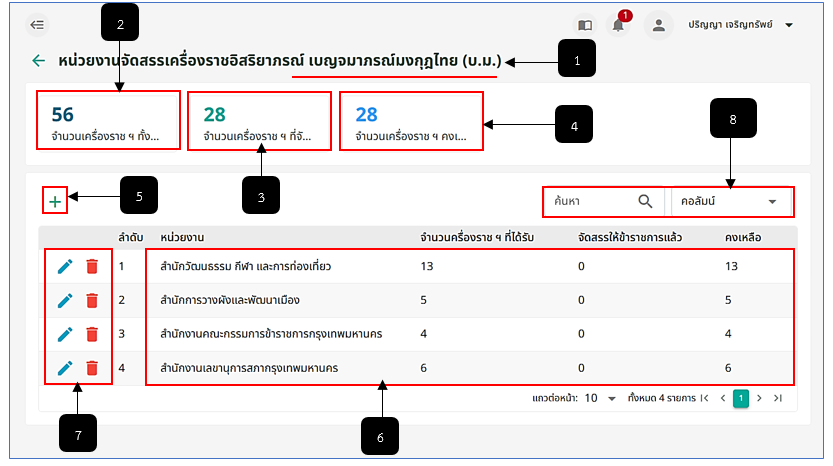 2
1
ปริญญา เจริญทรัพย์
หน่วยงานจัดสรรเครื่องราชอิสริยาภรณ์ เบญจมาภรณ์มงกุฎไทย (บ.ม.)
1
56
28
28
จำนวนเครื่องราช ฯ ทั้ง...
จำนวนเครื่องราช ฯ ที่จั...
จำนวนเครื่องราช ฯ คงเ...
4
8
5
3
+
ค้นหา
คอลัมน์
ลำดับ หน่วยงาน จำนวนครื่องราช ฯ ที่ได้รับ จัดสรรให้ข้าราชการแล้ว คงเหลือ
1 สำนักวัฒนธรรม กีฬา และการท่องเที่ยว 13 0 13
2 สำนักการวางผังและพัฒนาเมือง 5 0 5
3 สำนักงานคณะกรรมการข้าราชการกรุงเทพมหานคร 4 0 4
4 สำนักงานเลขานุการสภากรุงเทพมหานคร 6 0 6
แถวต่อหน้า: 10 ทั้งหมด 4 รายการ 1
7
6